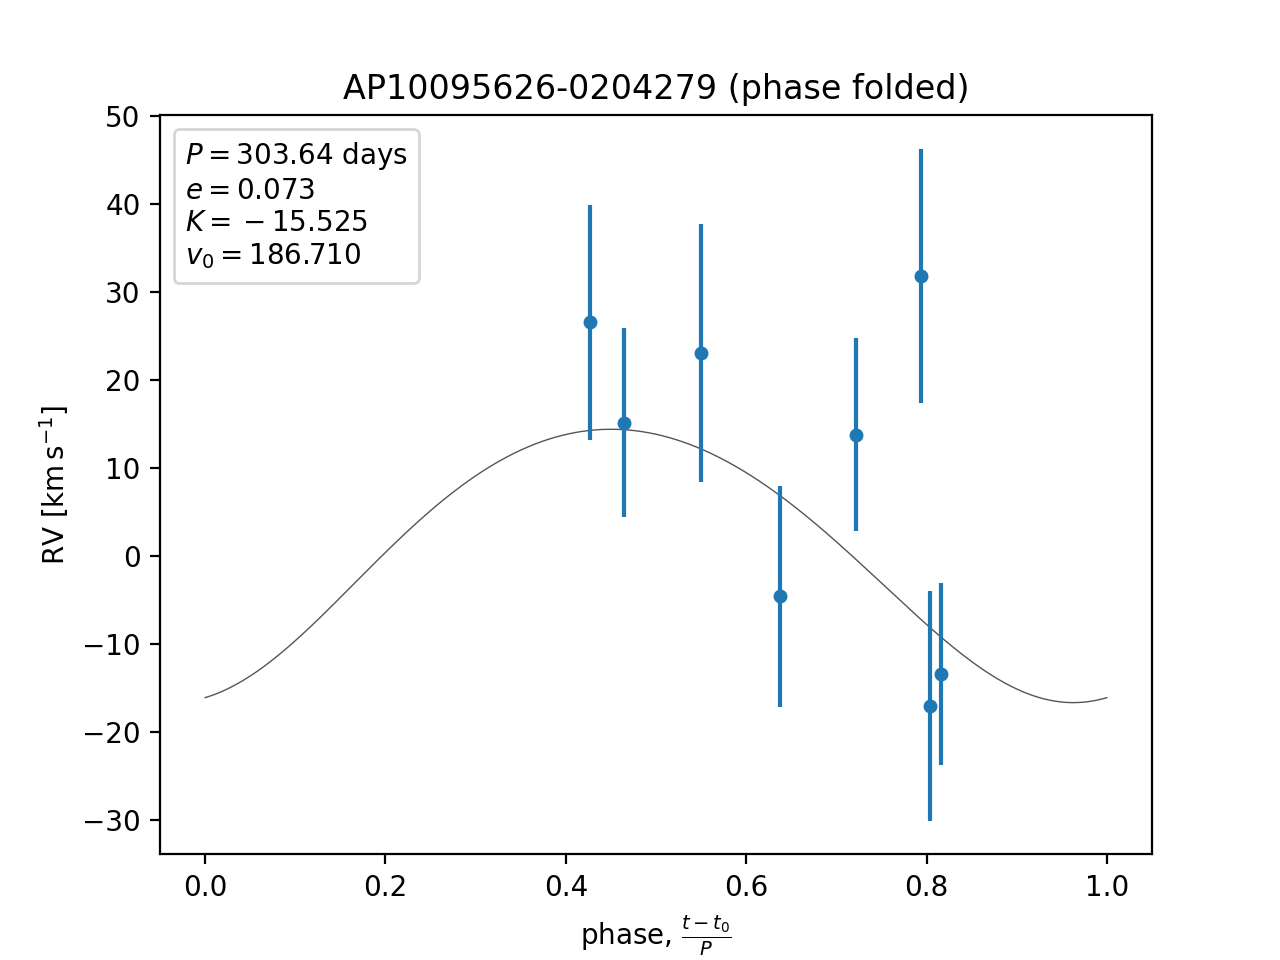 AP10095626-0204279 (phase folded)
P = 303.64 days
e = 0.073
K = −15.525
v₀ = 186.710
50
40
30
20
10
0
−10
−20
−30
RV [km s⁻¹]
0.0 0.2 0.4 0.6 0.8 1.0
phase, (t − t₀)/P